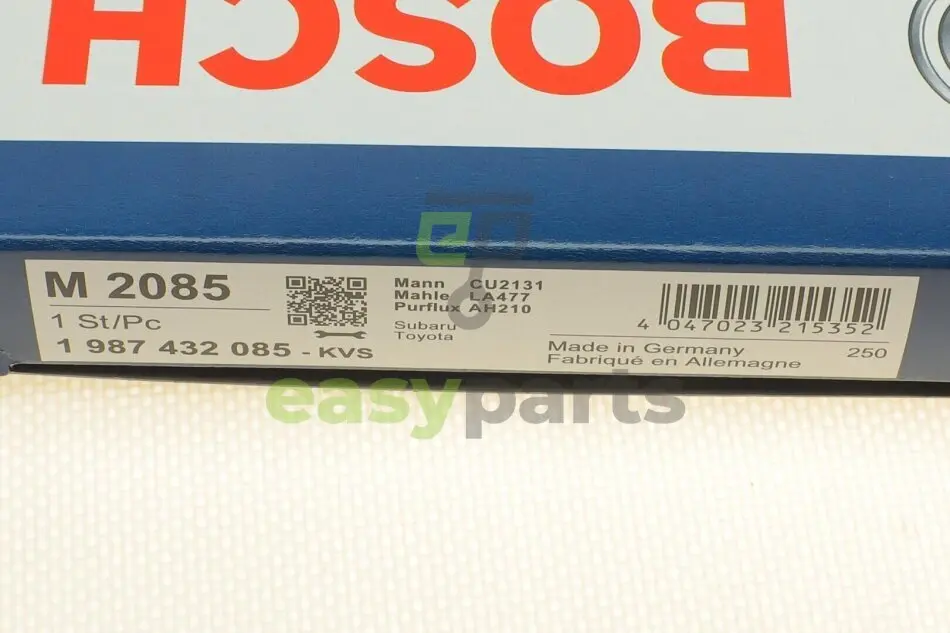 BOSCH
M 2085
1 St/Pc
1 987 432 085 - KVS
Mann CU2131
Mahle LA477
Purflux AH210
Subaru
Toyota
4 047023 215352
Made in Germany
Fabriqué en Allemagne
250
easyparts